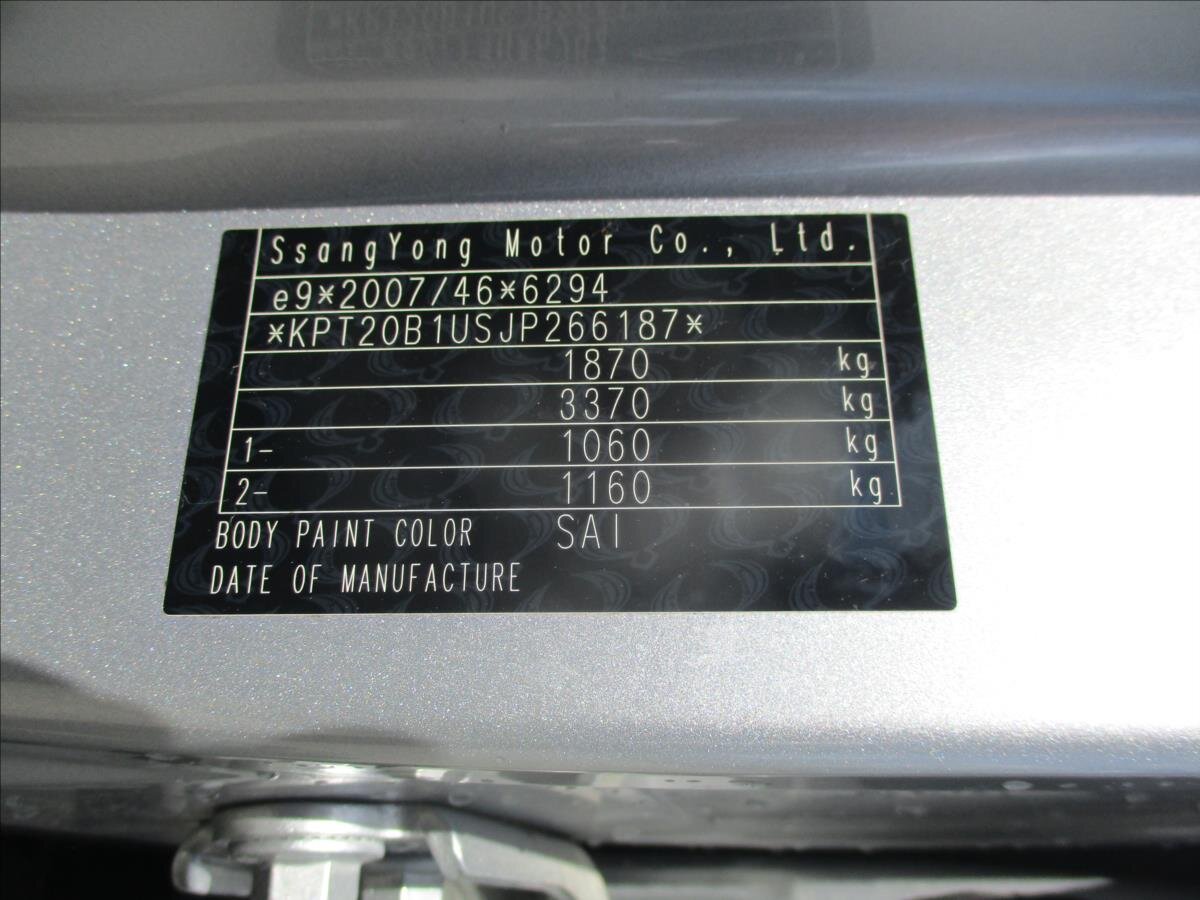 SsangYong Motor Co., Ltd.
e9*2007/46*6294
*KPT20B1USJP266187*
1870 kg
3370 kg
1- 1060 kg
2- 1160 kg
BODY PAINT COLOR SAI
DATE OF MANUFACTURE